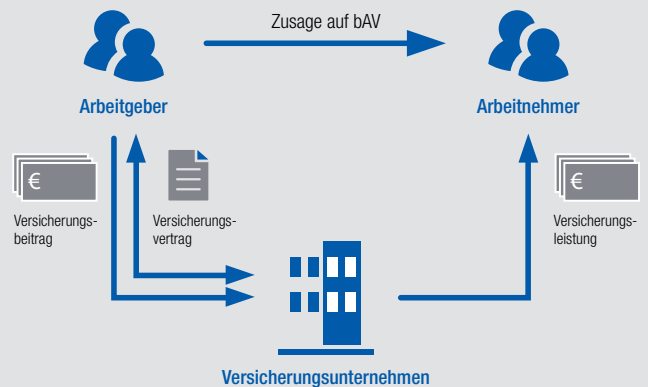 Zusage auf bAV
Arbeitgeber
Arbeitnehmer
€
Versicherungs-
beitrag
Versicherungs-
vertrag
€
Versicherungs-
leistung
Versicherungsunternehmen